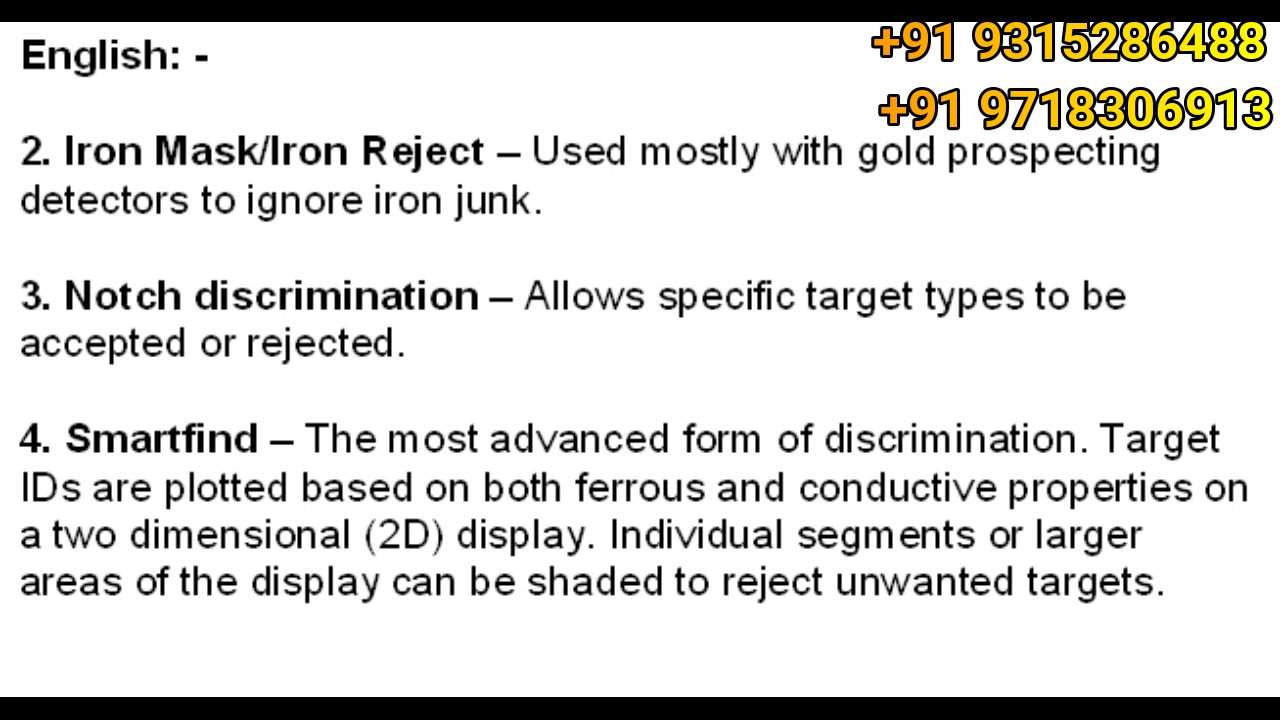 English: -
+91 9315286488
+91 9718306913
2. Iron Mask/Iron Reject – Used mostly with gold prospecting
detectors to ignore iron junk.
3. Notch discrimination – Allows specific target types to be
accepted or rejected.
4. Smartfind – The most advanced form of discrimination. Target
IDs are plotted based on both ferrous and conductive properties on
a two dimensional (2D) display. Individual segments or larger
areas of the display can be shaded to reject unwanted targets.